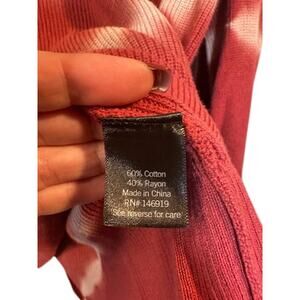 60% Cotton
40% Rayon
Made in China
RN# 146919
See reverse for care